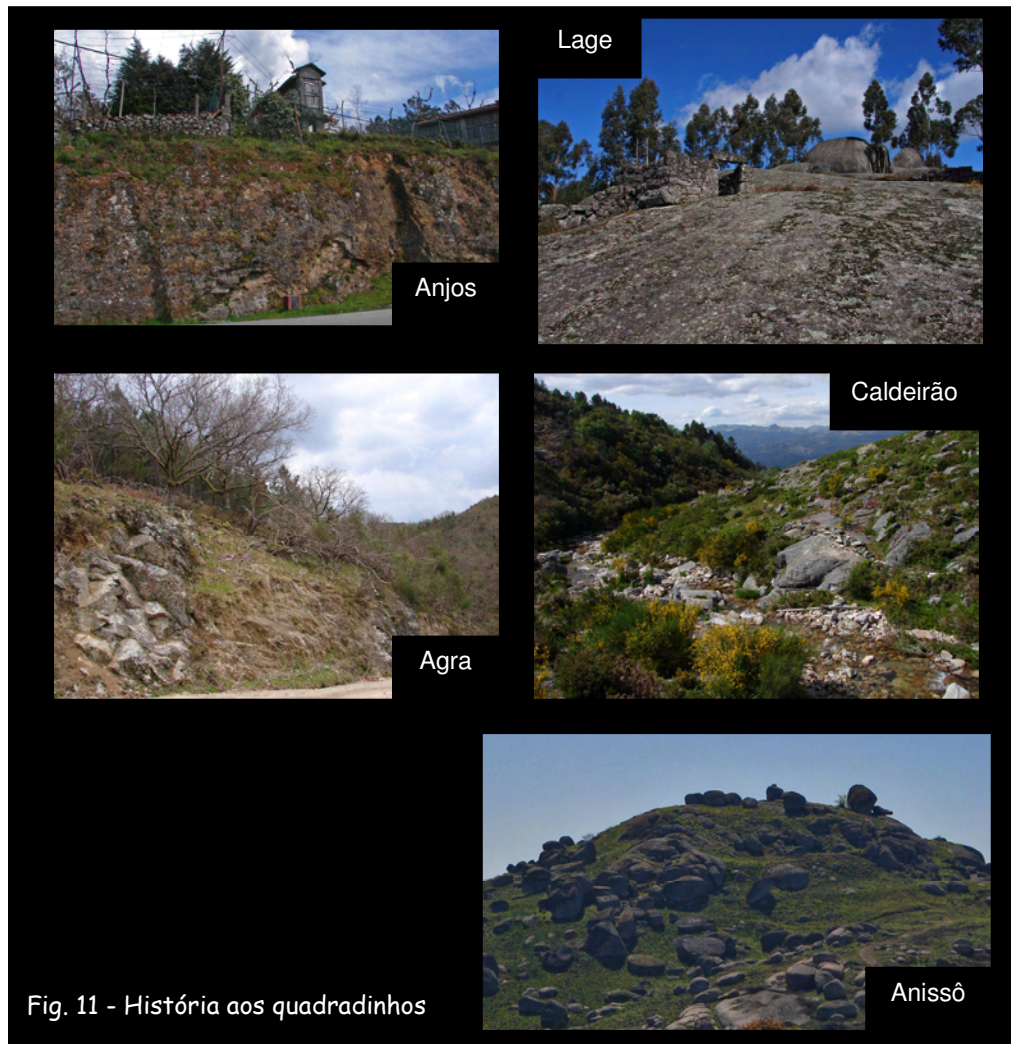 Lage
Anjos
Caldeirão
Agra
Anissô
Fig. 11 - História aos quadradinhos